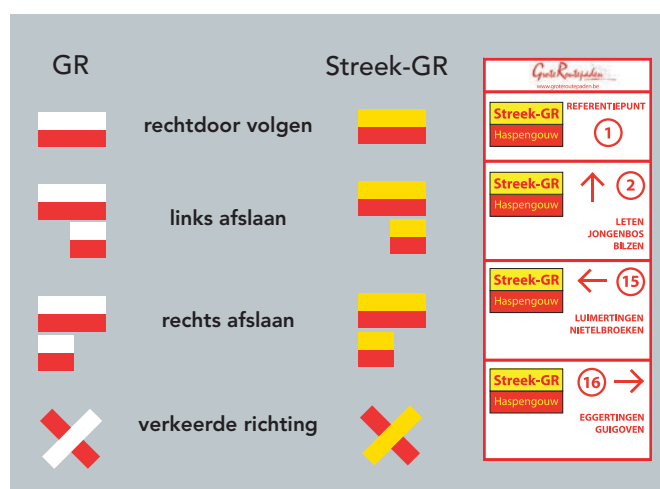 GR
Streek-GR
rechtdoor volgen
links afslaan
rechts afslaan
verkeerde richting
GroteRoutepaden
www.groteroutepaden.be
Streek-GR
Haspengouw
REFERENTIEPUNT
1
Streek-GR
Haspengouw
2
LETEN
JONGENBOS
BILZEN
Streek-GR
Haspengouw
15
LUIMERTINGEN
NIETELBROEKEN
Streek-GR
Haspengouw
16
EGGERTINGEN
GUIGOVEN